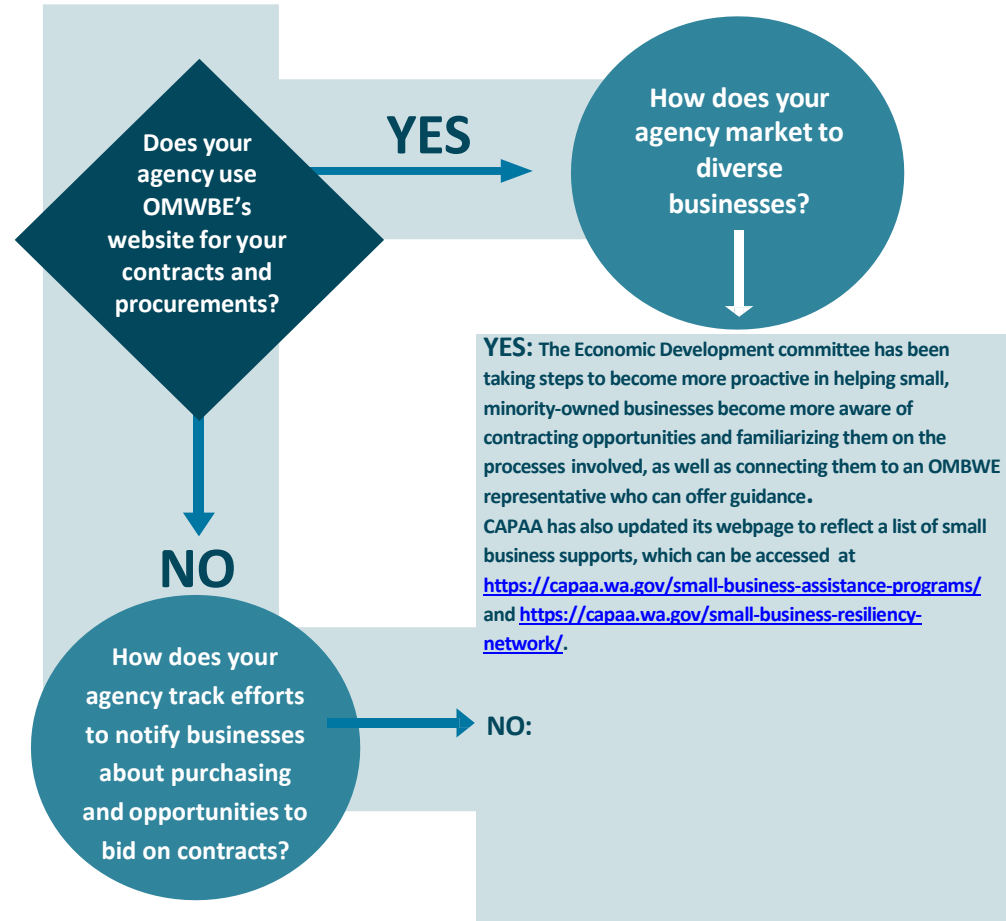 Does your
agency use
OMWBE’s
website for your
contracts and
procurements?
YES
How does your
agency market to
diverse
businesses?
YES: The Economic Development committee has been
taking steps to become more proactive in helping small,
minority-owned businesses become more aware of
contracting opportunities and familiarizing them on the
processes involved, as well as connecting them to an OMBWE
representative who can offer guidance.
CAPAA has also updated its webpage to reflect a list of small
business supports, which can be accessed at
https://capaa.wa.gov/small-business-assistance-programs/
and https://capaa.wa.gov/small-business-resiliency-
network/.
NO
How does your
agency track efforts
to notify businesses
about purchasing
and opportunities to
bid on contracts?
NO: